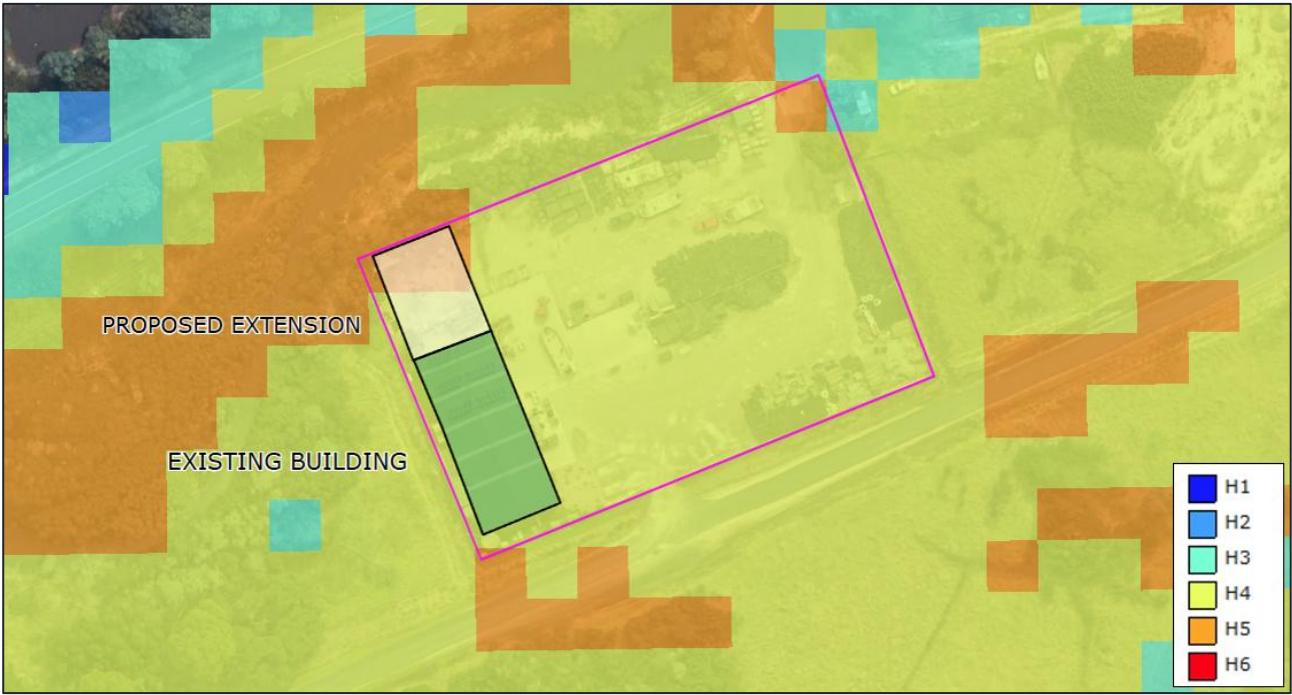 PROPOSED EXTENSION
EXISTING BUILDING
H1
H2
H3
H4
H5
H6